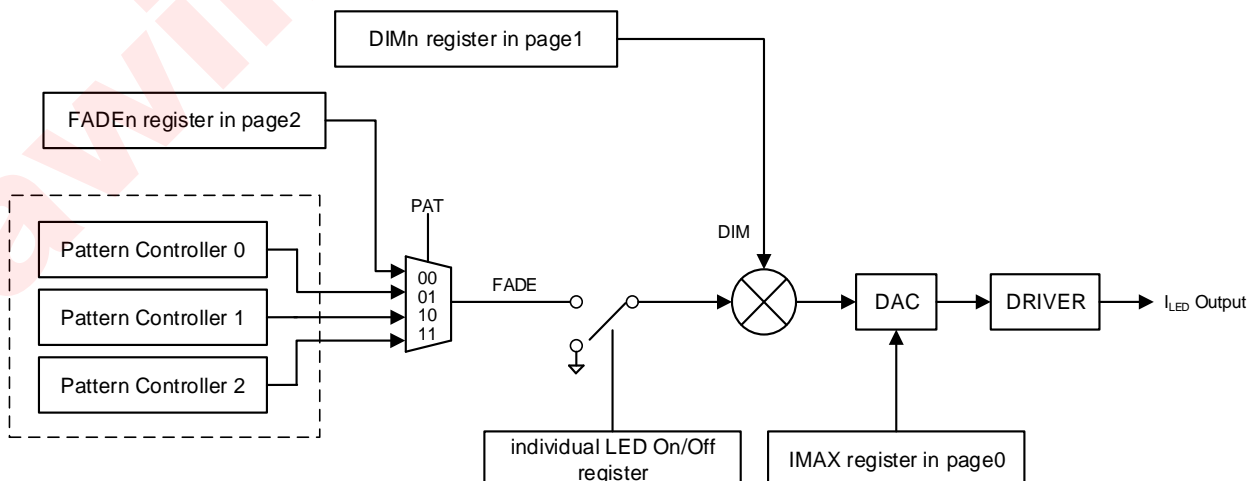 DIMn register in page1
FADEn register in page2
PAT
Pattern Controller 0
Pattern Controller 1
Pattern Controller 2
00
01
10
11
FADE
DIM
DAC
DRIVER
I_LED Output
individual LED On/Off
register
IMAX register in page0